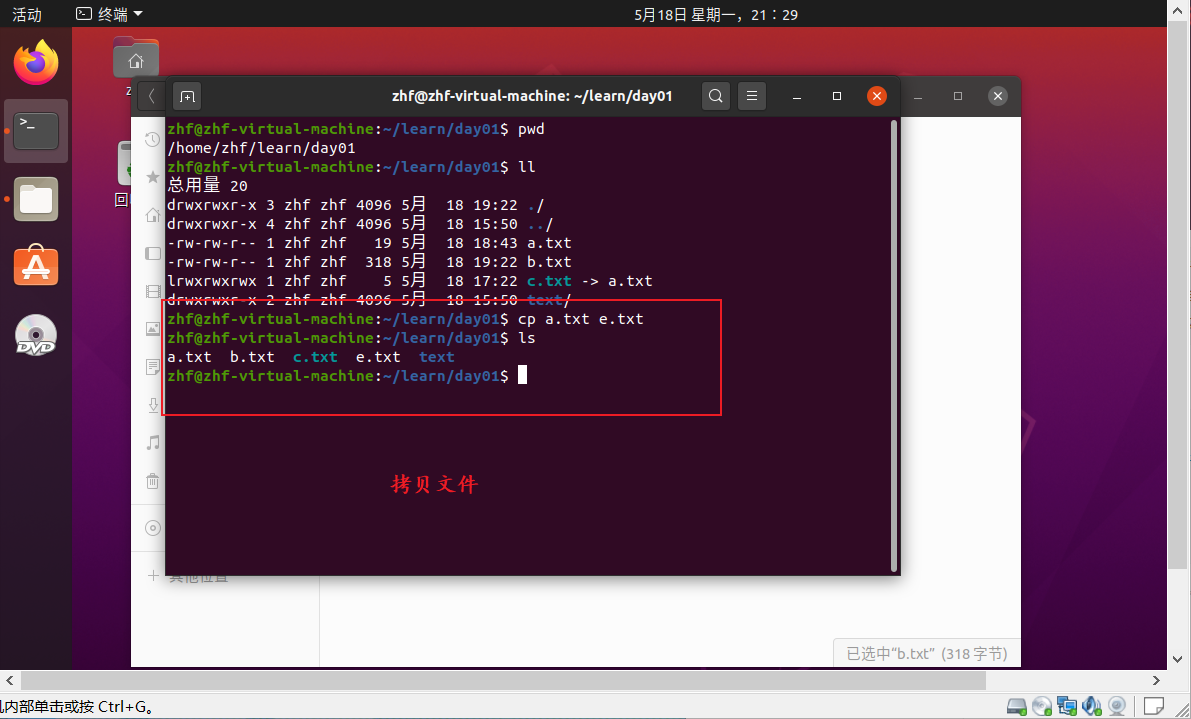 活动
终端
5月18日 星期一，21：29
zhf@zhf-virtual-machine: ~/learn/day01
zhf@zhf-virtual-machine:~/learn/day01$ pwd
/home/zhf/learn/day01
zhf@zhf-virtual-machine:~/learn/day01$ ll
总用量 20
drwxrwxr-x 3 zhf zhf 4096 5月  18 19:22 ./
drwxrwxr-x 4 zhf zhf 4096 5月  18 15:50 ../
-rw-rw-r-- 1 zhf zhf   19 5月  18 18:43 a.txt
-rw-rw-r-- 1 zhf zhf  318 5月  18 19:22 b.txt
lrwxrwxrwx 1 zhf zhf    5 5月  18 17:22 c.txt -> a.txt
drwxrwxr-x 2 zhf zhf 4096 5月  18 15:50 text/
zhf@zhf-virtual-machine:~/learn/day01$ cp a.txt e.txt
zhf@zhf-virtual-machine:~/learn/day01$ ls
a.txt  b.txt  c.txt  e.txt  text
zhf@zhf-virtual-machine:~/learn/day01$
拷贝文件
DVD
其他位置
已选中“b.txt” (318 字节)
内部单击或按 Ctrl+G。